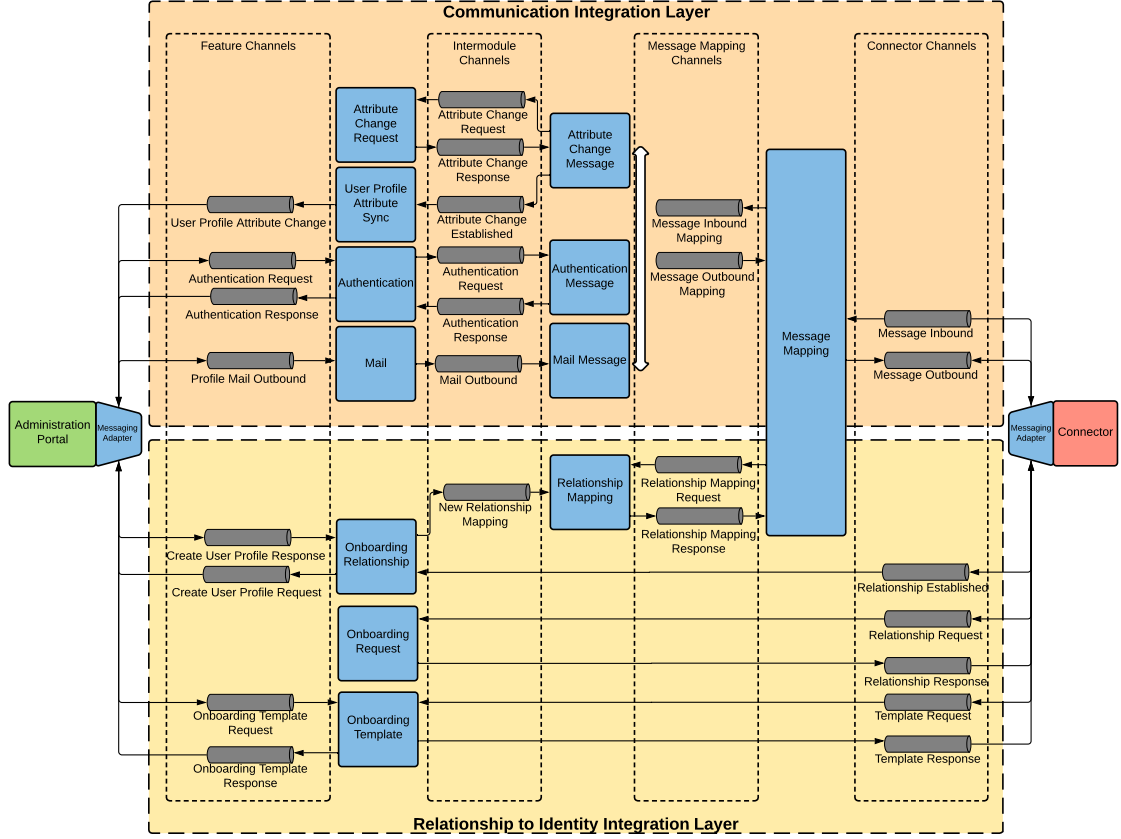 Communication Integration Layer
Feature Channels
Intermodule
Channels
Message Mapping
Channels
Connector Channels
Attribute
Change
Request
Attribute Change
Request
Attribute Change
Response
Attribute
Change
Message
User Profile
Attribute
Sync
User Profile Attribute Change
Attribute Change
Established
Message Inbound
Mapping
Authentication Request
Authentication
Authentication
Request
Authentication
Message
Message Outbound
Mapping
Authentication Response
Authentication
Response
Message
Mapping
Message Inbound
Profile Mail Outbound
Mail
Mail Outbound
Mail Message
Message Outbound
Administration
Portal
Messaging
Adapter
Messaging
Adapter
Connector
New Relationship
Mapping
Relationship
Mapping
Relationship Mapping
Request
Relationship Mapping
Response
Create User Profile Response
Onboarding
Relationship
Create User Profile Request
Relationship Established
Onboarding
Request
Relationship Request
Relationship Response
Onboarding Template
Request
Onboarding
Template
Template Request
Onboarding Template
Response
Template Response
Relationship to Identity Integration Layer